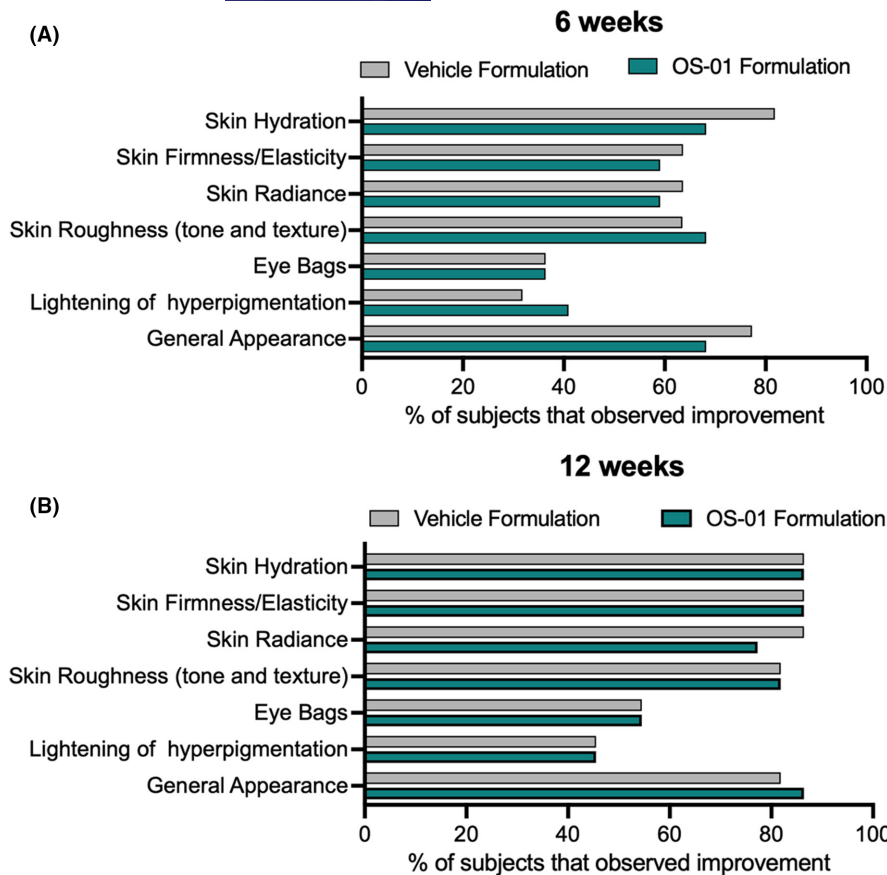 6 weeks
(A)
Vehicle Formulation OS-01 Formulation
Skin Hydration
Skin Firmness/Elasticity
Skin Radiance
Skin Roughness (tone and texture)
Eye Bags
Lightening of hyperpigmentation
General Appearance
0 20 40 60 80 100
% of subjects that observed improvement
12 weeks
(B)
Vehicle Formulation OS-01 Formulation
Skin Hydration
Skin Firmness/Elasticity
Skin Radiance
Skin Roughness (tone and texture)
Eye Bags
Lightening of hyperpigmentation
General Appearance
0 20 40 60 80 100
% of subjects that observed improvement